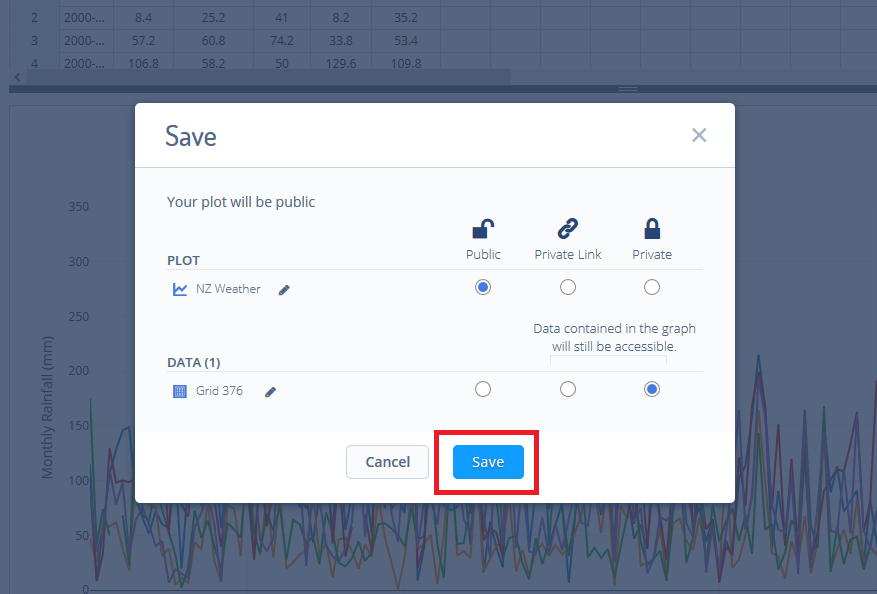 2 2000-... 8.4 25.2 41 8.2 35.2
3 2000-... 57.2 60.8 74.2 33.8 53.4
4 2000-... 106.8 58.2 50 129.6 109.8
Save
Your plot will be public
Public Private Link Private
PLOT
NZ Weather
Data contained in the graph
will still be accessible.
DATA (1)
Grid 376
Cancel Save
Monthly Rainfall (mm)
350
300
250
200
150
100
50
0